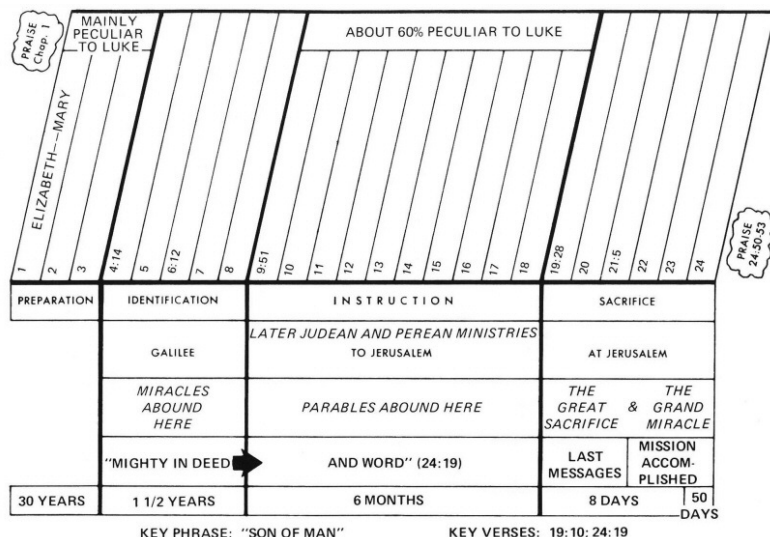 PRAISE
Chap. 1
MAINLY
PECULIAR
TO LUKE
ABOUT 60% PECULIAR TO LUKE
ELIZABETH––MARY
1 2 3 4:14 5 6:12 7 8 9:51 10 11 12 13 14 15 16 17 18 19:28 20 21:5 22 23 24
PRAISE
24:50-53
PREPARATION IDENTIFICATION INSTRUCTION SACRIFICE
LATER JUDEAN AND PEREAN MINISTRIES
GALILEE TO JERUSALEM AT JERUSALEM
MIRACLES
ABOUND
HERE
PARABLES ABOUND HERE
THE GREAT SACRIFICE & THE GRAND MIRACLE
"MIGHTY IN DEED AND WORD" (24:19)
LAST
MESSAGES
MISSION
ACCOM-
PLISHED
30 YEARS 1 1/2 YEARS 6 MONTHS 8 DAYS 50
DAYS
KEY PHRASE: "SON OF MAN" KEY VERSES: 19:10; 24:19